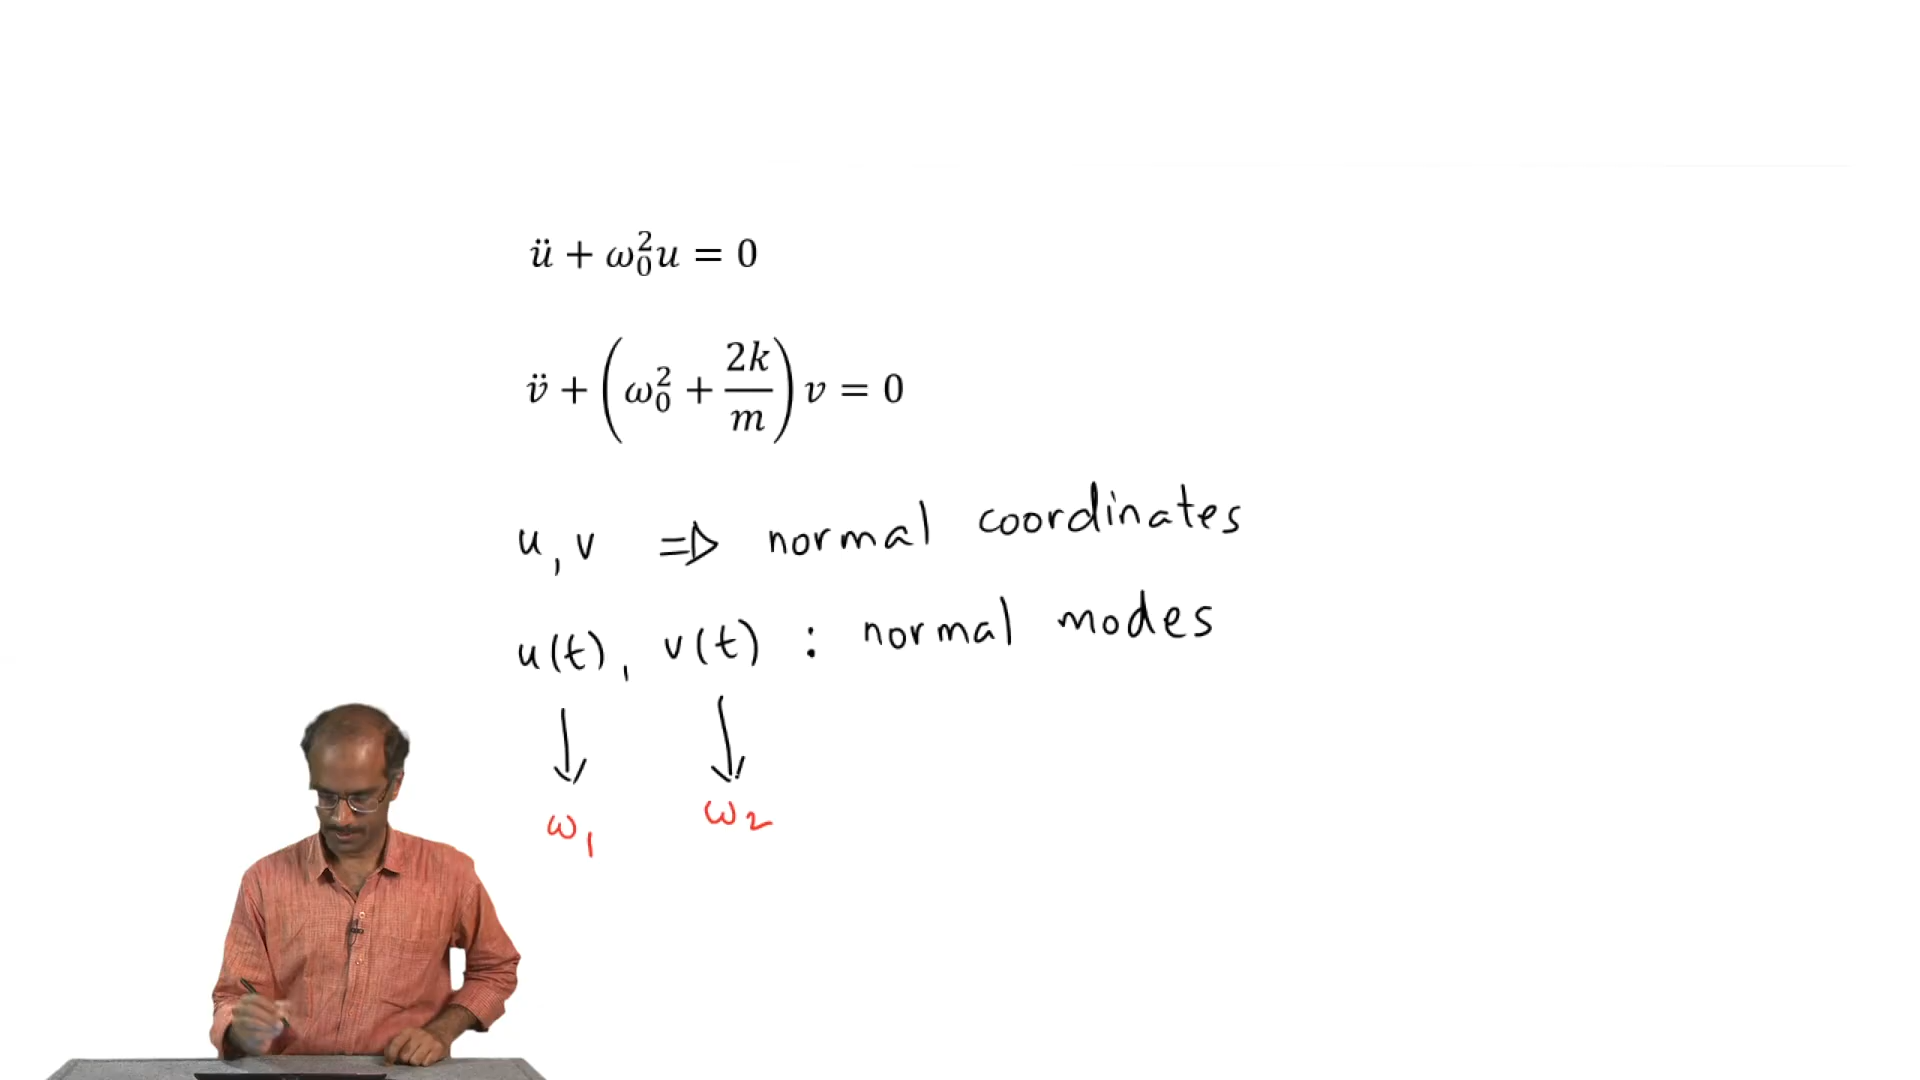 ü + ω₀²u = 0
v̈ + (ω₀² + 2k/m) v = 0
u, v ⇒ normal coordinates
u(t), v(t) : normal modes
↓ ↓
ω₁ ω₂